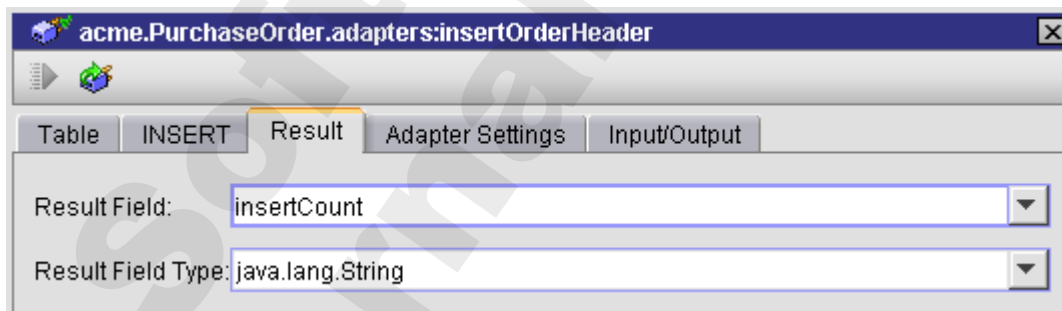 acme.PurchaseOrder.adapters:insertOrderHeader
Table INSERT Result Adapter Settings Input/Output
Result Field: insertCount
Result Field Type: java.lang.String